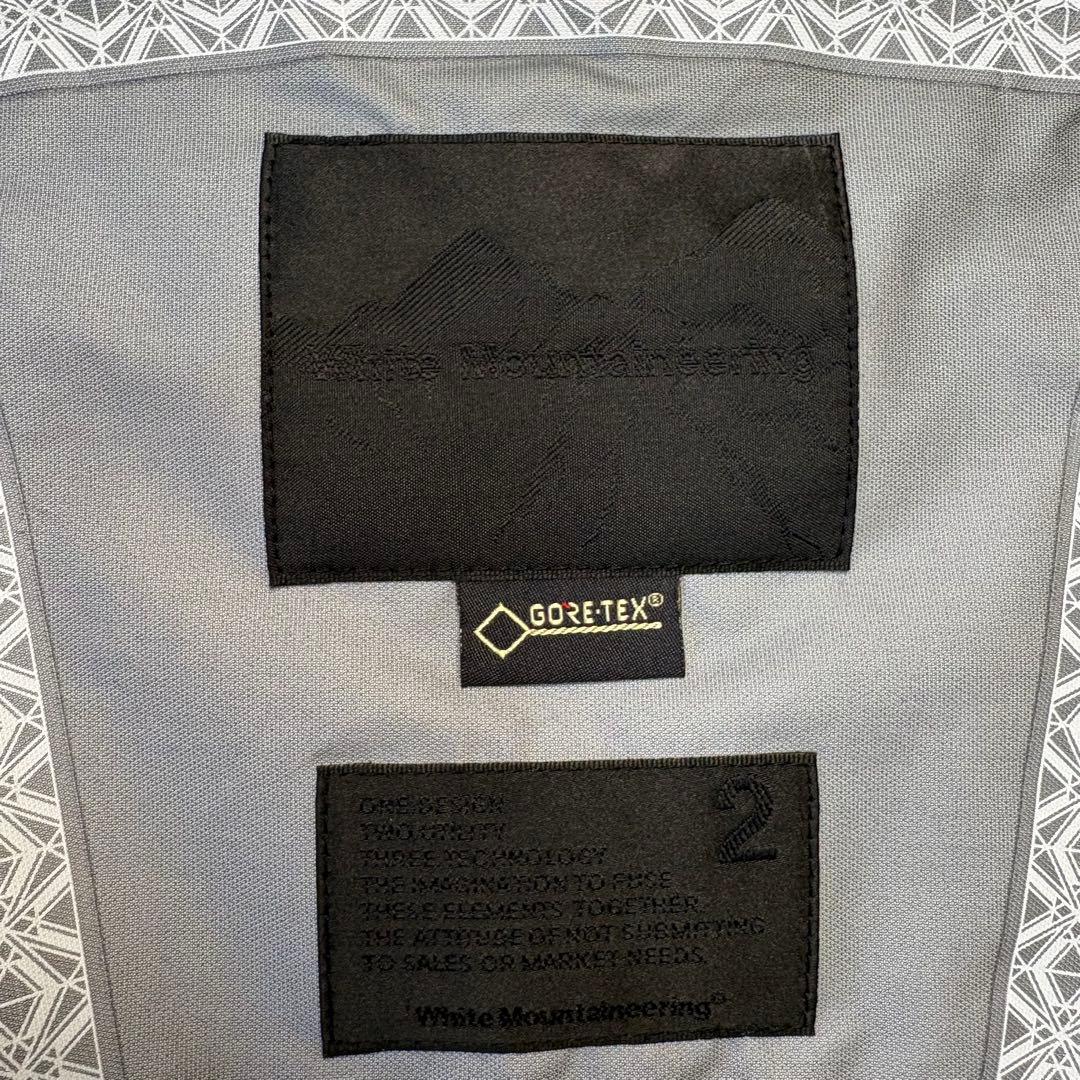 White Mountaineering
GORE-TEX®
2
ONE:DESIGN
TWO:UTILITY
THREE:TECHNOLOGY
THE IMAGINATION TO FUSE
THESE ELEMENTS TOGETHER.
THE ATTITUDE OF NOT SUBMITTING
TO SALES OR MARKET NEEDS.
White Mountaineering®